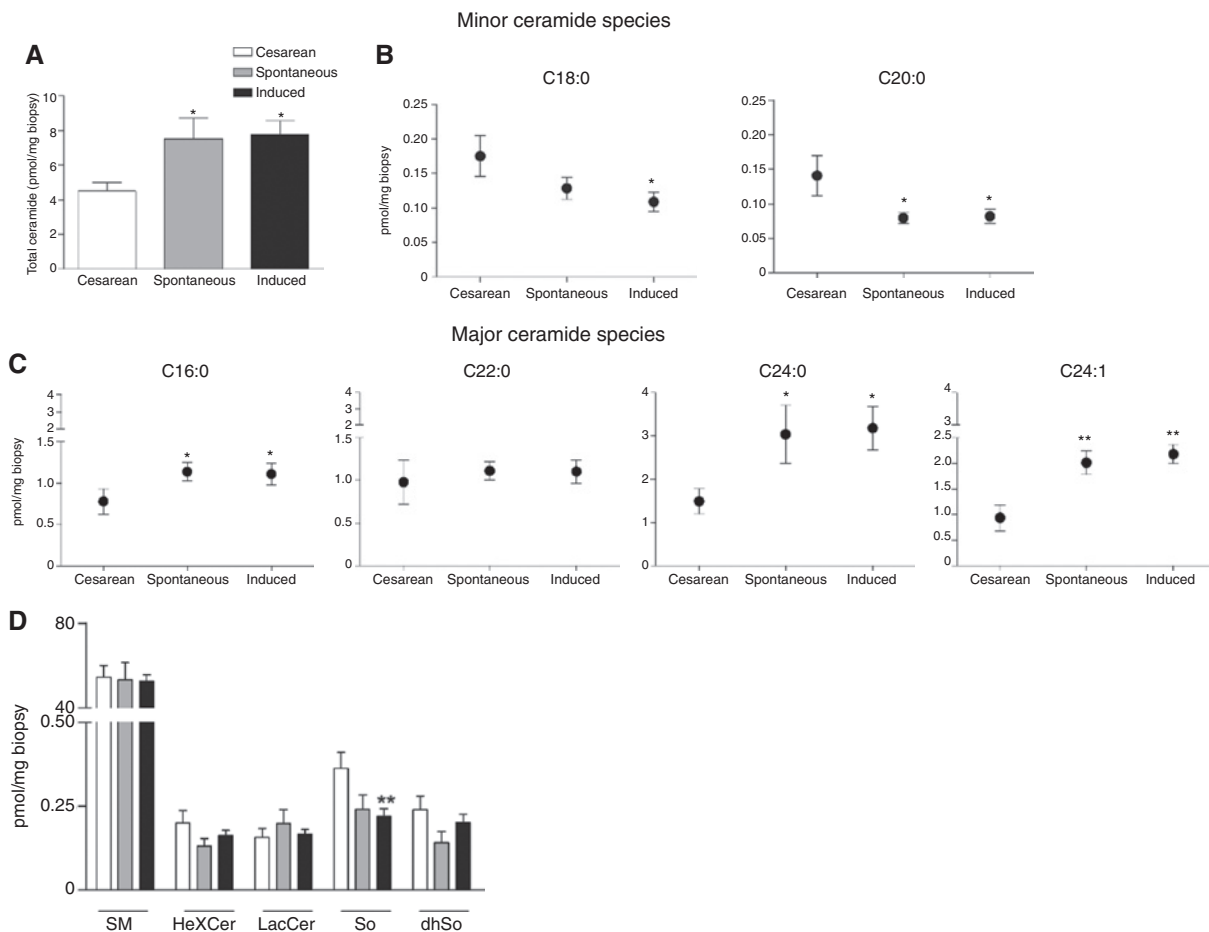 Minor ceramide species
A
Cesarean
Spontaneous
Induced
Total ceramide (pmol/mg biopsy)
10
8
6
4
2
0
*
*
Cesarean Spontaneous Induced
B
C18:0
pmol/mg biopsy
0.25
0.20
0.15
0.10
0.05
0
*
Cesarean Spontaneous Induced
C20:0
0.25
0.20
0.15
0.10
0.05
0
*
*
Cesarean Spontaneous Induced
Major ceramide species
C
C16:0
pmol/mg biopsy
4
3
2
1.5
1.0
0.5
0
*
*
Cesarean Spontaneous Induced
C22:0
4
3
2
1.5
1.0
0.5
0
Cesarean Spontaneous Induced
C24:0
4
3
2
1
0
*
*
Cesarean Spontaneous Induced
C24:1
4
3
2.5
2.0
1.5
1.0
0.5
0
**
**
Cesarean Spontaneous Induced
D
pmol/mg biopsy
80
40
0.50
0.25
0
**
SM HeXCer LacCer So dhSo